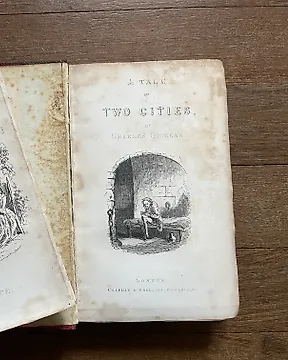 A TALE
OF
TWO CITIES,
BY
CHARLES DICKENS
LONDON
CHAPMAN & HALL, 193, PICCADILLY